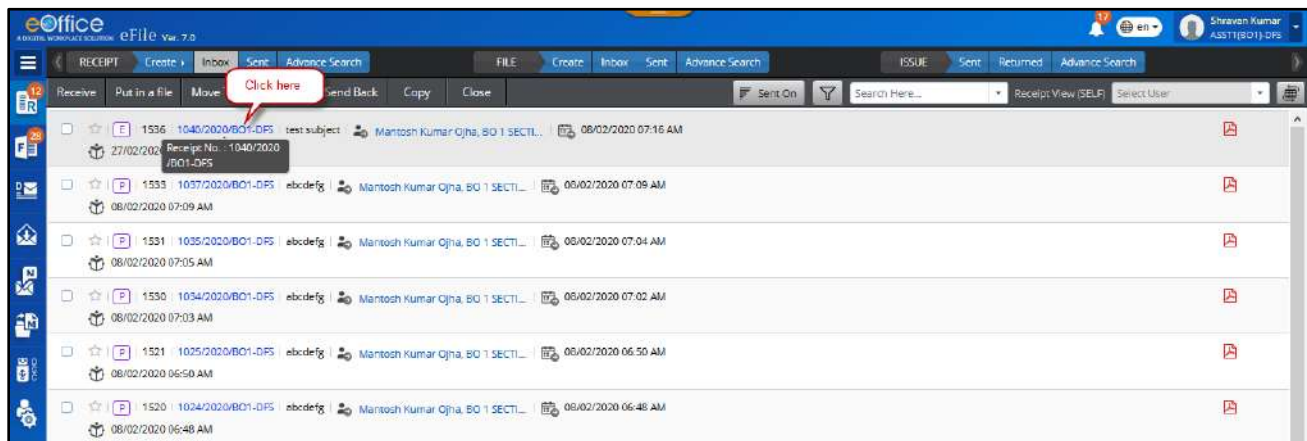 eOffice
A DIGITAL WORKPLACE SOLUTION eFile Ver. 7.0
17
en
Shravan Kumar
ASST1(BO1)-DFS
RECEIPT Create Inbox Sent Advance Search FILE Create Inbox Sent Advance Search ISSUE Sent Returned Advance Search
Click here
12
R
Receive Put in a file Move Send Back Copy Close Sent On Search Here... Receipt View (SELF) Select User
E 1536 1040/2020/BO1-DFS test subject Mantosh Kumar Ojha, BO 1 SECTI... 08/02/2020 07:16 AM
27/02/202
Receipt No. : 1040/2020
/BO1-DFS
28
F
P 1533 1037/2020/BO1-DFS abcdefg Mantosh Kumar Ojha, BO 1 SECTI... 08/02/2020 07:09 AM
08/02/2020 07:09 AM
P 1531 1035/2020/BO1-DFS abcdefg Mantosh Kumar Ojha, BO 1 SECTI... 08/02/2020 07:04 AM
08/02/2020 07:05 AM
P 1530 1034/2020/BO1-DFS abcdefg Mantosh Kumar Ojha, BO 1 SECTI... 08/02/2020 07:02 AM
08/02/2020 07:03 AM
P 1521 1025/2020/BO1-DFS abcdefg Mantosh Kumar Ojha, BO 1 SECTI... 08/02/2020 06:50 AM
08/02/2020 06:50 AM
P 1520 1024/2020/BO1-DFS abcdefg Mantosh Kumar Ojha, BO 1 SECTI... 08/02/2020 06:48 AM
08/02/2020 06:48 AM